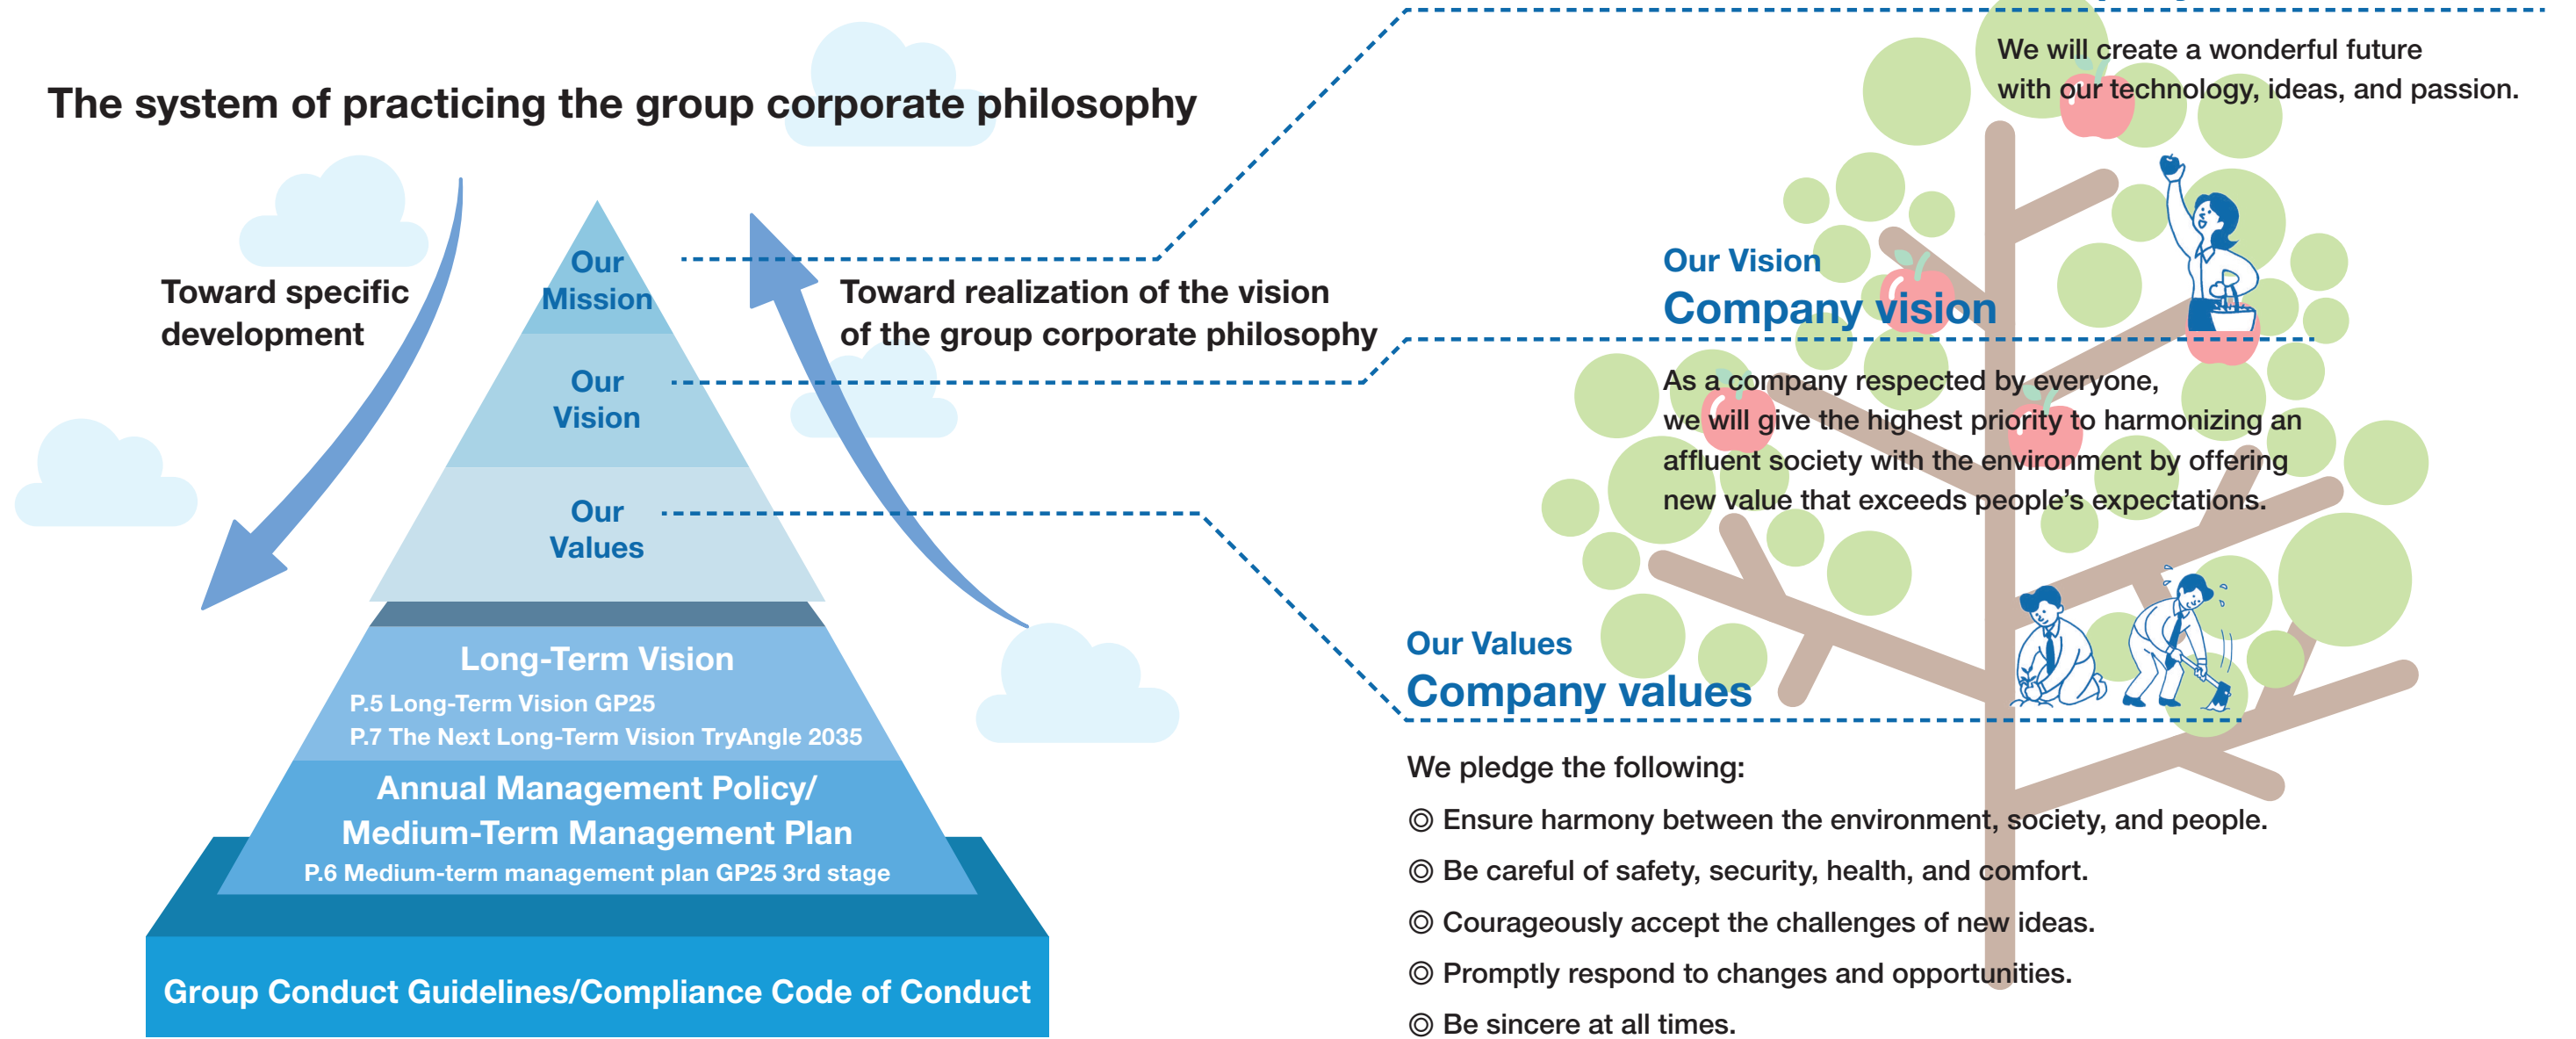 The system of practicing the group corporate philosophy
Toward specific
development
Our
Mission
Our
Vision
Our
Values
Toward realization of the vision
of the group corporate philosophy
Long-Term Vision
P.5 Long-Term Vision GP25
P.7 The Next Long-Term Vision TryAngle 2035
Annual Management Policy/
Medium-Term Management Plan
P.6 Medium-term management plan GP25 3rd stage
Group Conduct Guidelines/Compliance Code of Conduct
We will create a wonderful future
with our technology, ideas, and passion.
Our Vision
Company vision
As a company respected by everyone,
we will give the highest priority to harmonizing an
affluent society with the environment by offering
new value that exceeds people’s expectations.
Our Values
Company values
We pledge the following:
◎ Ensure harmony between the environment, society, and people.
◎ Be careful of safety, security, health, and comfort.
◎ Courageously accept the challenges of new ideas.
◎ Promptly respond to changes and opportunities.
◎ Be sincere at all times.